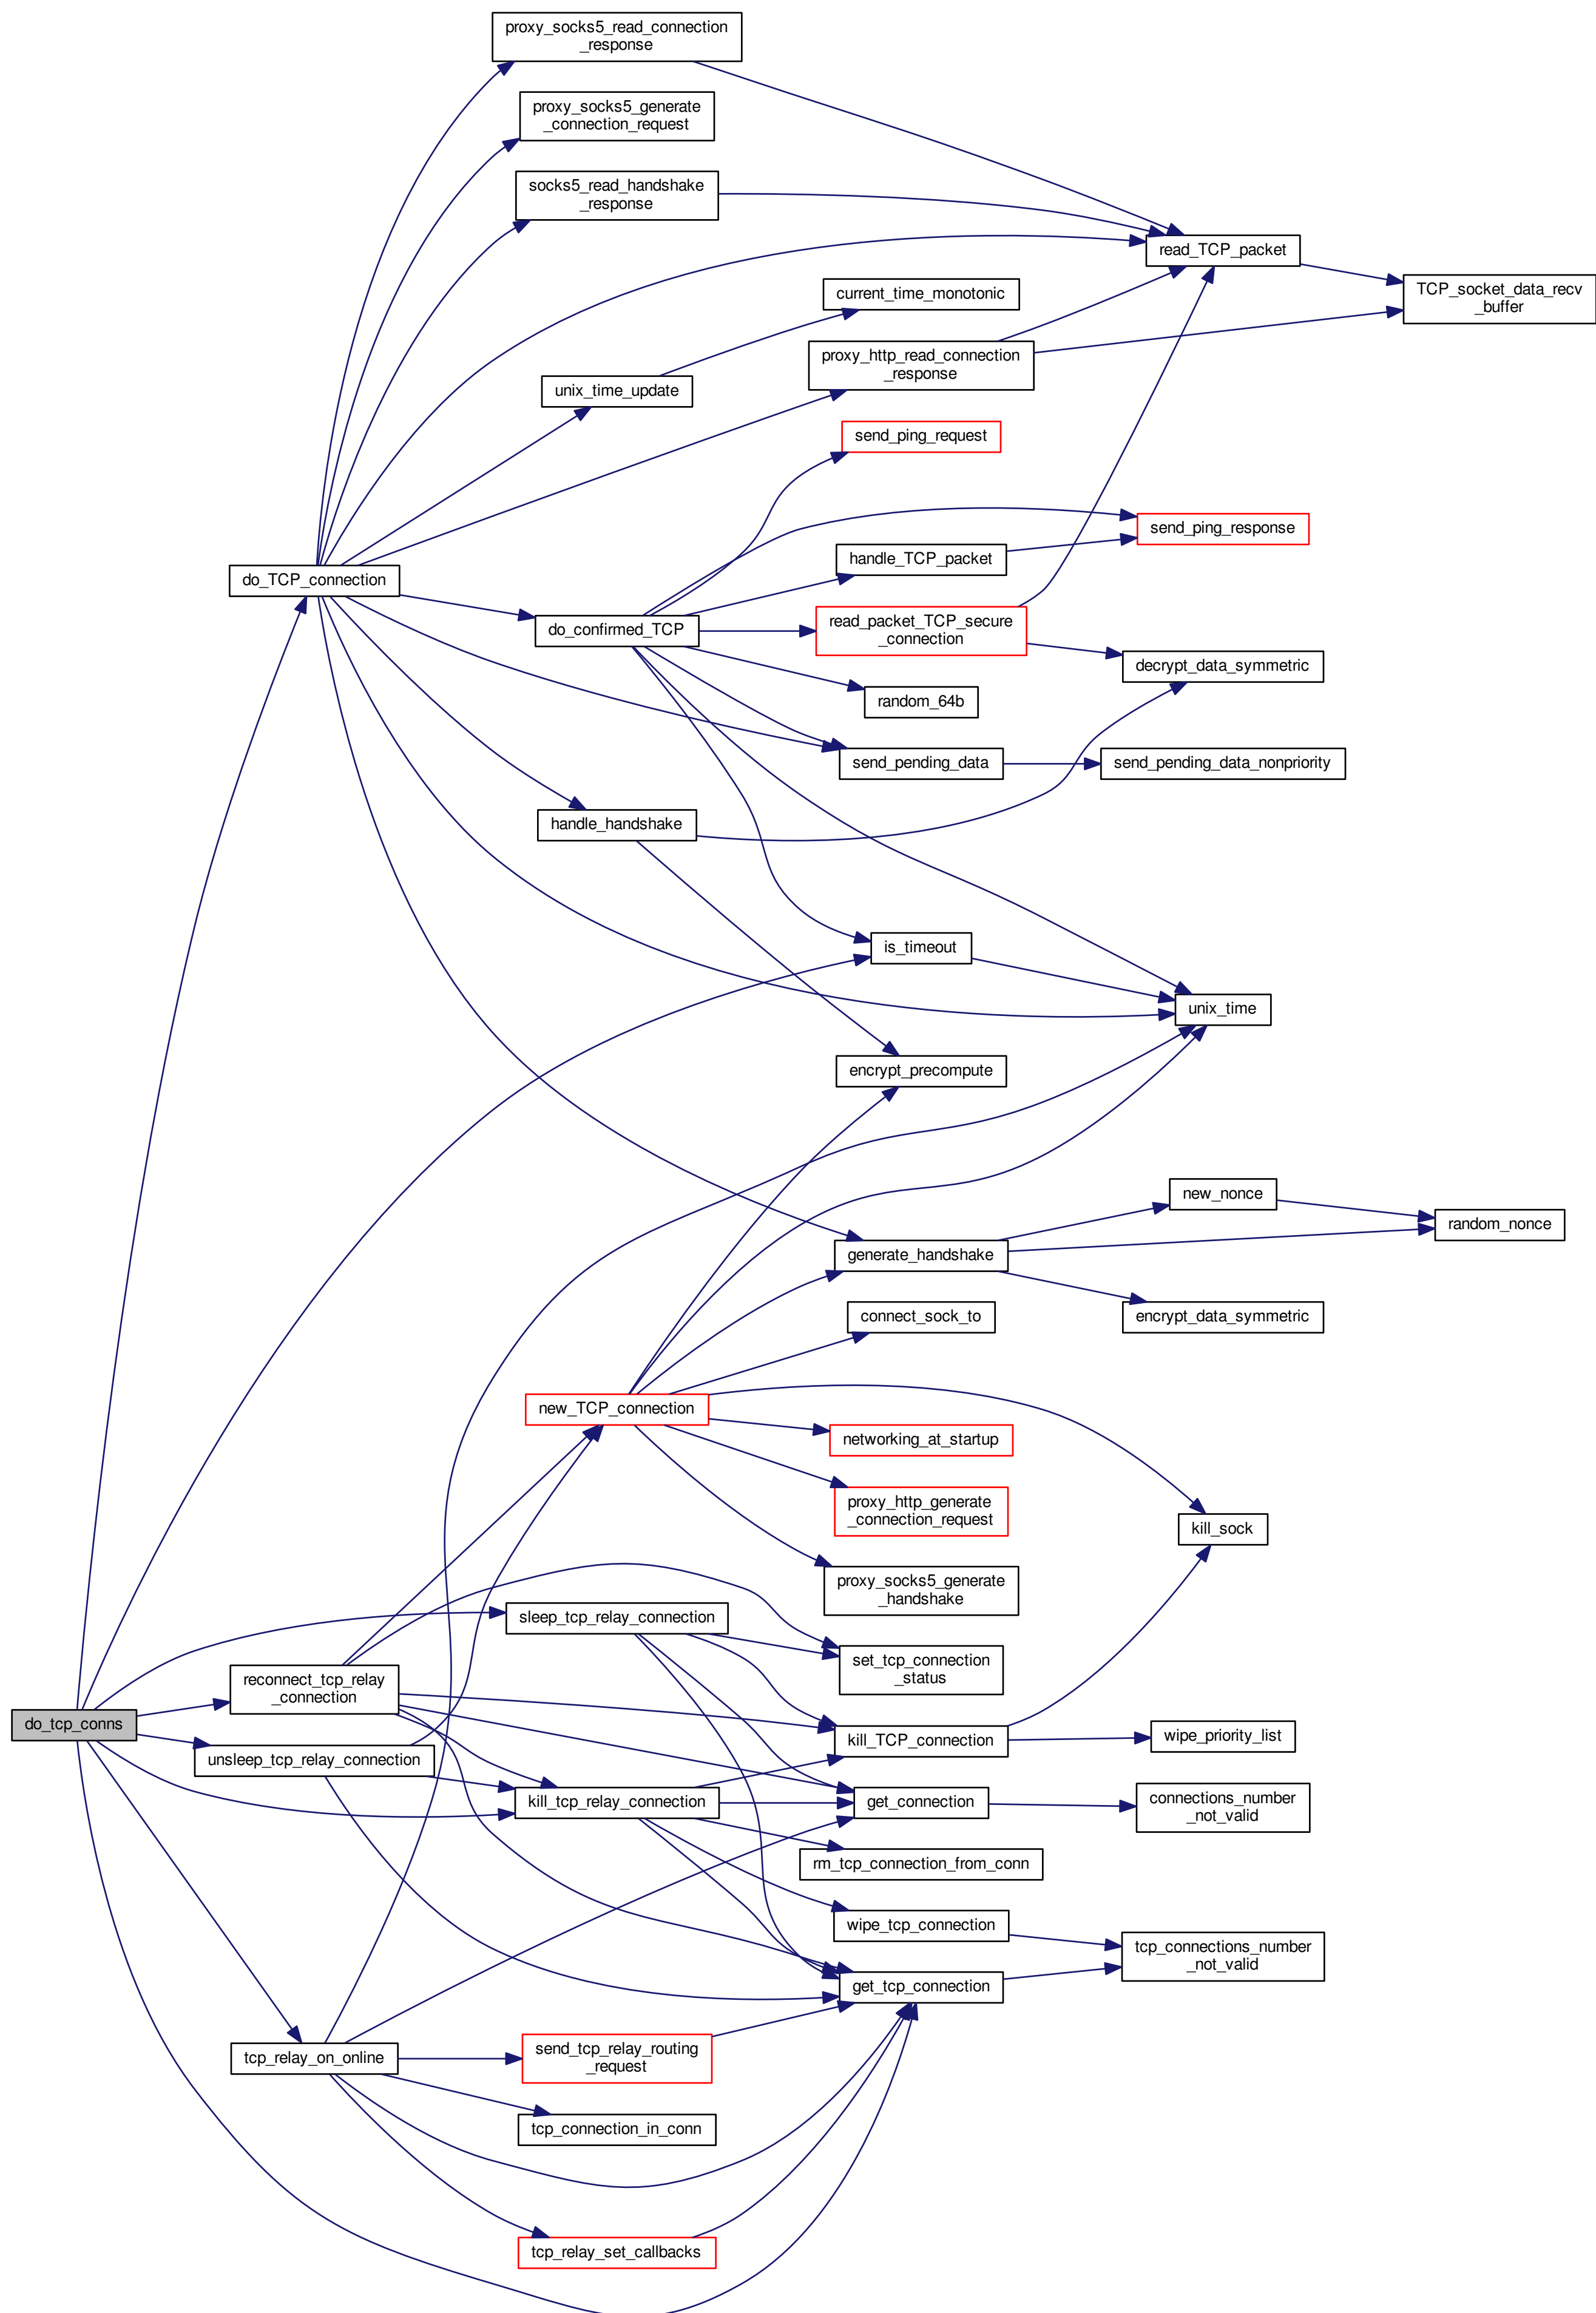 proxy_socks5_read_connection
_response
proxy_socks5_generate
_connection_request
socks5_read_handshake
_response
read_TCP_packet
current_time_monotonic
TCP_socket_data_recv
_buffer
proxy_http_read_connection
_response
unix_time_update
send_ping_request
send_ping_response
handle_TCP_packet
do_TCP_connection
do_confirmed_TCP
read_packet_TCP_secure
_connection
decrypt_data_symmetric
random_64b
send_pending_data
send_pending_data_nonpriority
handle_handshake
is_timeout
unix_time
encrypt_precompute
new_nonce
random_nonce
generate_handshake
connect_sock_to
encrypt_data_symmetric
new_TCP_connection
networking_at_startup
proxy_http_generate
_connection_request
kill_sock
proxy_socks5_generate
_handshake
sleep_tcp_relay_connection
set_tcp_connection
_status
reconnect_tcp_relay
_connection
do_tcp_conns
kill_TCP_connection
wipe_priority_list
unsleep_tcp_relay_connection
kill_tcp_relay_connection
get_connection
connections_number
_not_valid
rm_tcp_connection_from_conn
wipe_tcp_connection
tcp_connections_number
_not_valid
get_tcp_connection
tcp_relay_on_online
send_tcp_relay_routing
_request
tcp_connection_in_conn
tcp_relay_set_callbacks